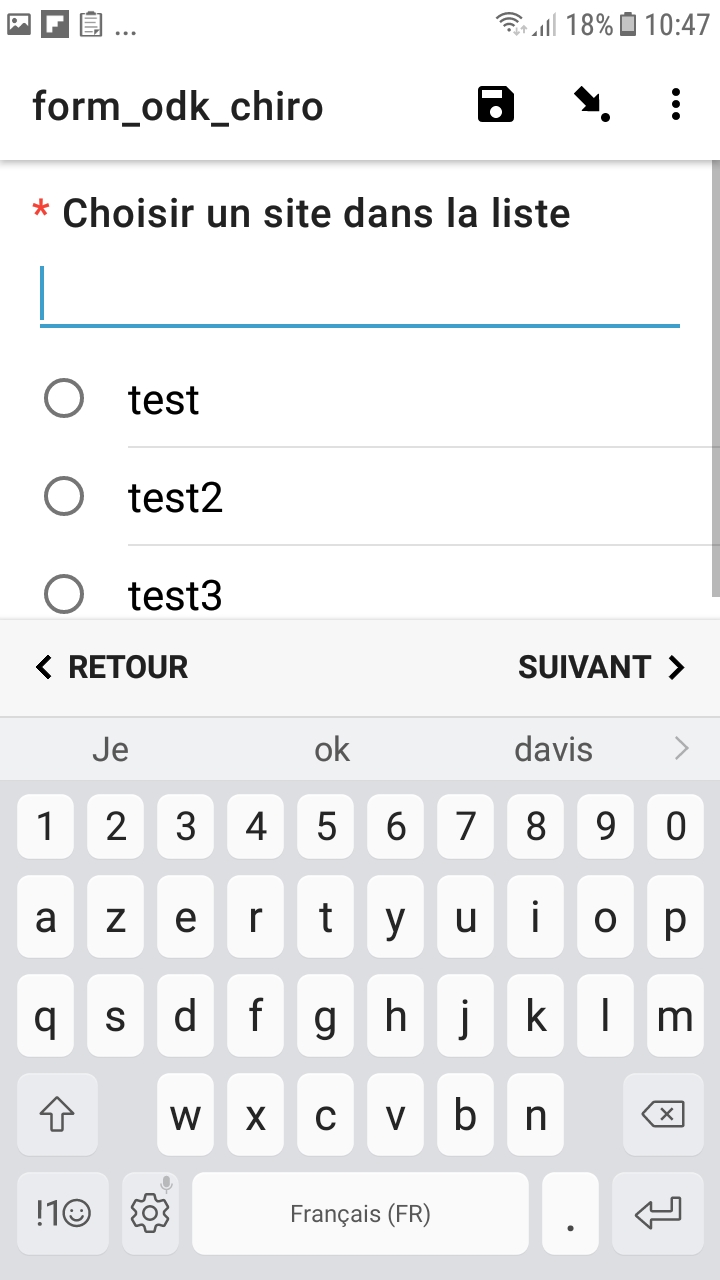 ... 18% 10:47
form_odk_chiro
* Choisir un site dans la liste
test
test2
test3
RETOUR SUIVANT
Je ok davis
1 2 3 4 5 6 7 8 9 0
a z e r t y u i o p
q s d f g h j k l m
w x c v b n
!1☺ Français (FR) .